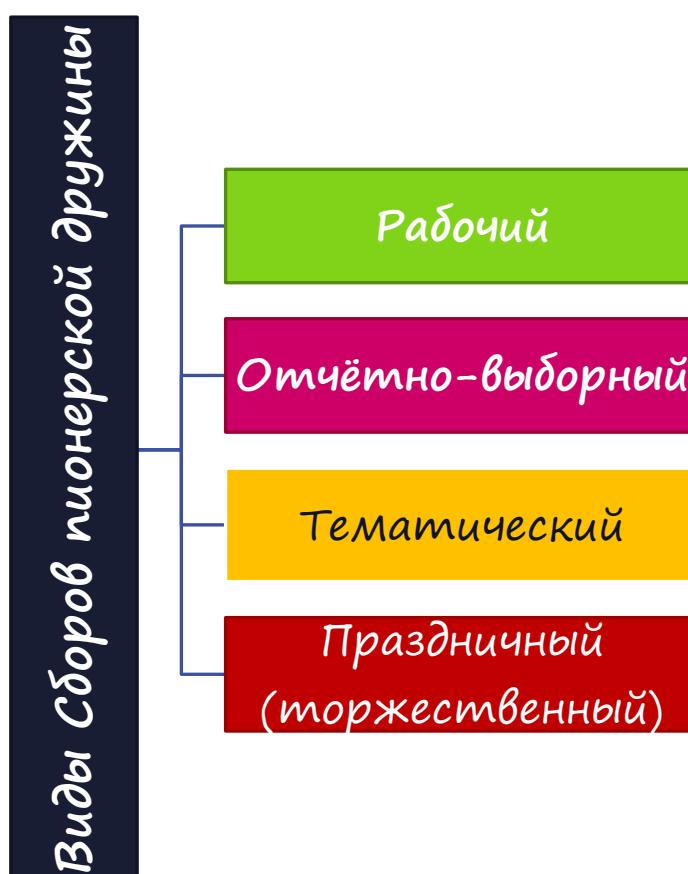 Виды Сборов пионерской дружины
Рабочий
Отчётно-выборный
Тематический
Праздничный
(торжественный)